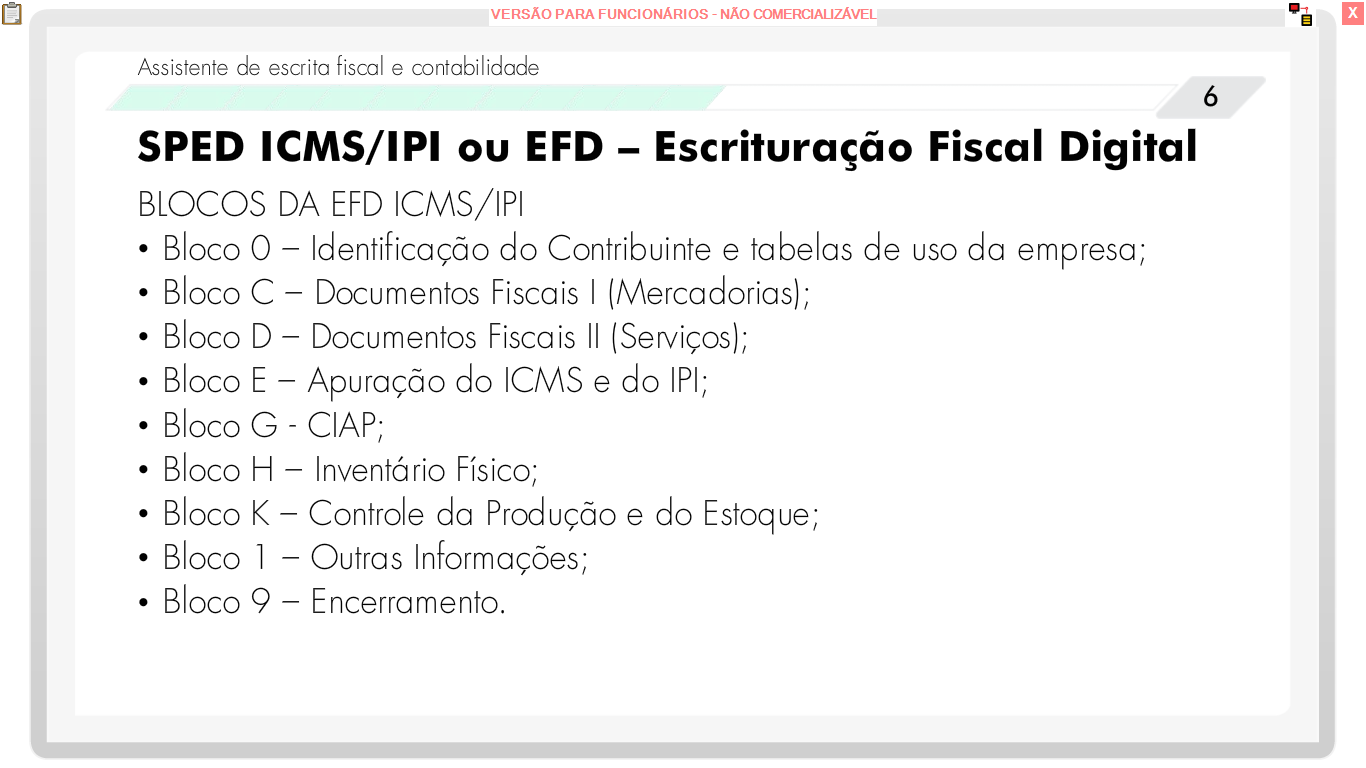 VERSÃO PARA FUNCIONÁRIOS - NÃO COMERCIALIZÁVEL
X
Assistente de escrita fiscal e contabilidade
6
SPED ICMS/IPI ou EFD – Escrituração Fiscal Digital
BLOCOS DA EFD ICMS/IPI
• Bloco 0 – Identificação do Contribuinte e tabelas de uso da empresa;
• Bloco C – Documentos Fiscais I (Mercadorias);
• Bloco D – Documentos Fiscais II (Serviços);
• Bloco E – Apuração do ICMS e do IPI;
• Bloco G - CIAP;
• Bloco H – Inventário Físico;
• Bloco K – Controle da Produção e do Estoque;
• Bloco 1 – Outras Informações;
• Bloco 9 – Encerramento.